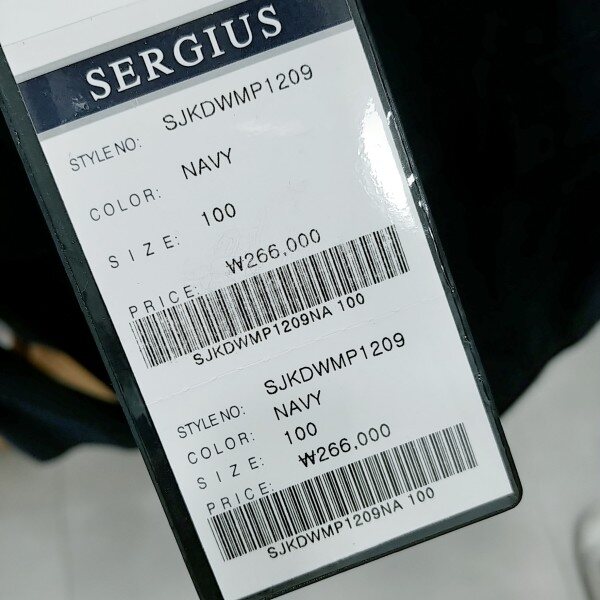 SERGIUS
STYLE NO: SJKDWMP1209
COLOR: NAVY
SIZE: 100
PRICE: ₩266,000
SJKDWMP1209NA 100
STYLE NO: SJKDWMP1209
COLOR: NAVY
SIZE: 100
PRICE: ₩266,000
SJKDWMP1209NA 100